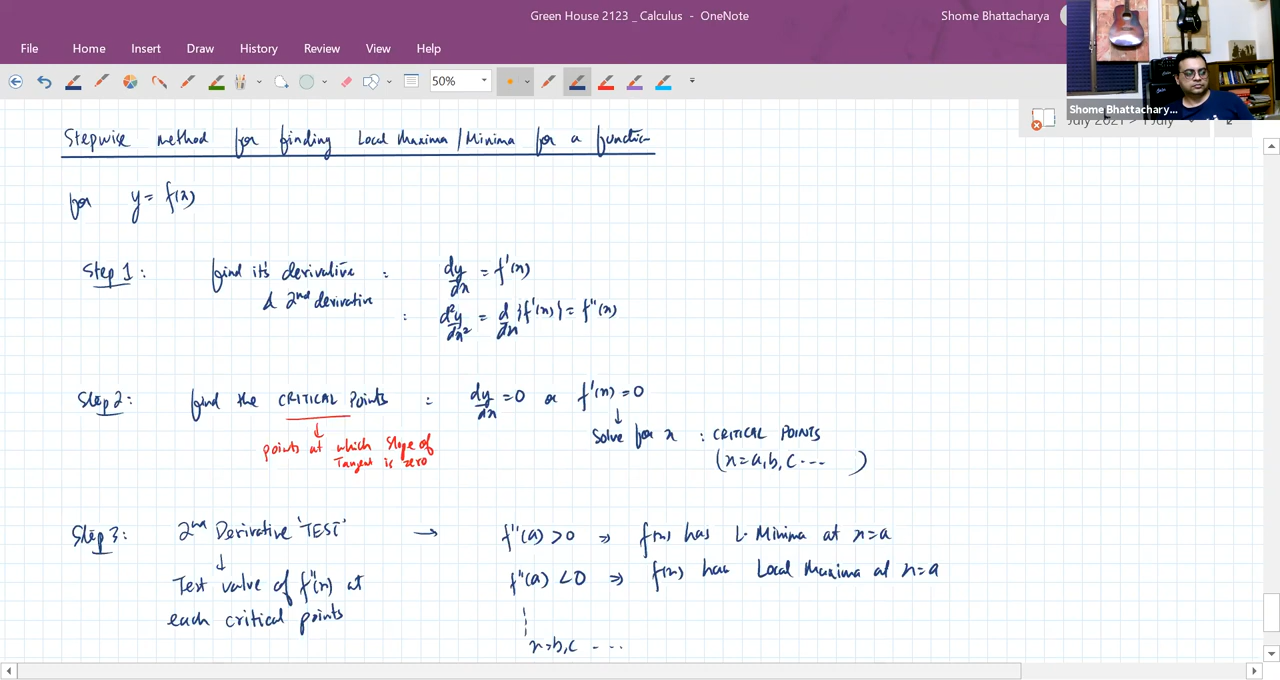 Green House 2123 _ Calculus - OneNote
Shome Bhattacharya
File Home Insert Draw History Review View Help
50%
Shome Bhattachary...
July 2021 > 1 July
Stepwise method for finding Local Maxima/Minima for a function
for y = f(x)
Step 1: find it's derivative : dy/dx = f'(x)
& 2nd derivative : d²y/dx² = d/dx {f'(x)} = f''(x)
Step 2: find the CRITICAL Points : dy/dx = 0 or f'(x) = 0
↓ ↓
points at which slope of Tangent is zero
Solve for x : CRITICAL POINTS
(x = a, b, c ... )
Step 3: 2nd Derivative 'TEST' → f''(a) > 0 ⇒ f(x) has L. Minima at x = a
↓
Test value of f''(x) at each critical points
f''(a) < 0 ⇒ f(x) has Local Maxima at x = a
x = b, c ....